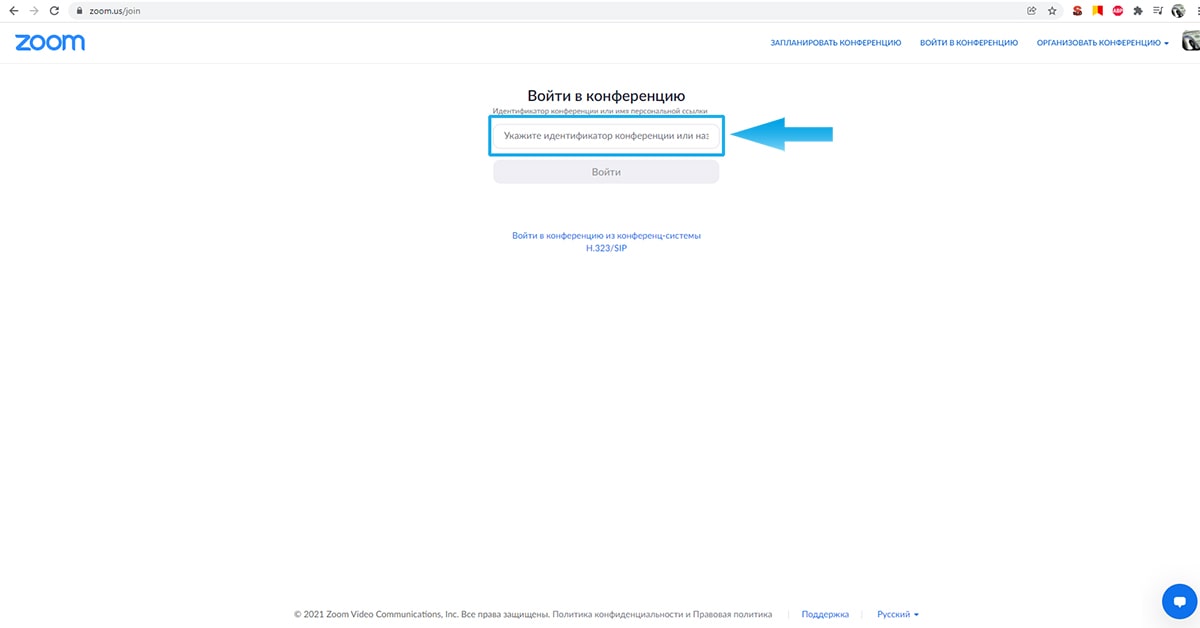 zoom.us/join
S
ABP
zoom
ЗАПЛАНИРОВАТЬ КОНФЕРЕНЦИЮ
ВОЙТИ В КОНФЕРЕНЦИЮ
ОРГАНИЗОВАТЬ КОНФЕРЕНЦИЮ
Войти в конференцию
Идентификатор конференции или имя персональной ссылки
Укажите идентификатор конференции или наз
Войти
Войти в конференцию из конференц-системы
H.323/SIP
© 2021 Zoom Video Communications, Inc. Все права защищены. Политика конфиденциальности и Правовая политика
Поддержка
Русский